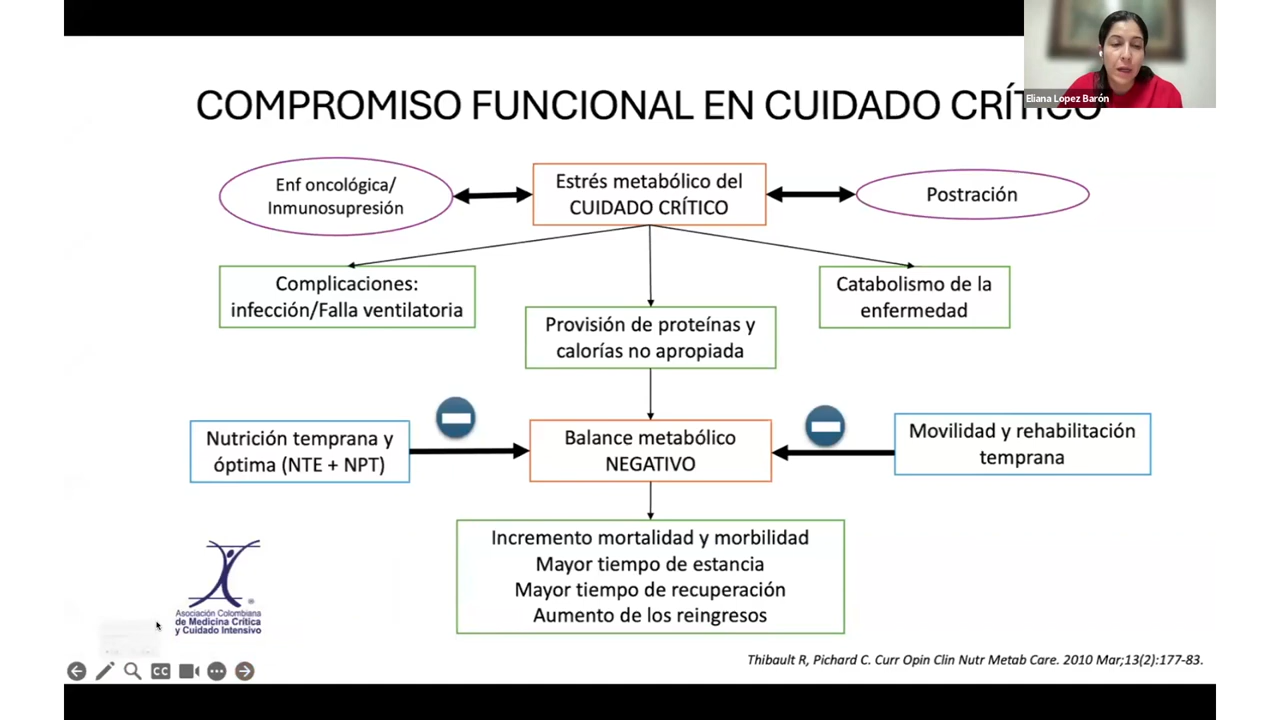 Eliana Lopez Barón
COMPROMISO FUNCIONAL EN CUIDADO CRÍTICO
Enf oncológica/
Inmunosupresión
Estrés metabólico del
CUIDADO CRÍTICO
Postración
Complicaciones:
infección/Falla ventilatoria
Catabolismo de la
enfermedad
Provisión de proteínas y
calorías no apropiada
Nutrición temprana y
óptima (NTE + NPT)
Balance metabólico
NEGATIVO
Movilidad y rehabilitación
temprana
Incremento mortalidad y morbilidad
Mayor tiempo de estancia
Mayor tiempo de recuperación
Aumento de los reingresos
Asociación Colombiana
de Medicina Crítica
y Cuidado Intensivo
CC
Thibault R, Pichard C. Curr Opin Clin Nutr Metab Care. 2010 Mar;13(2):177-83.